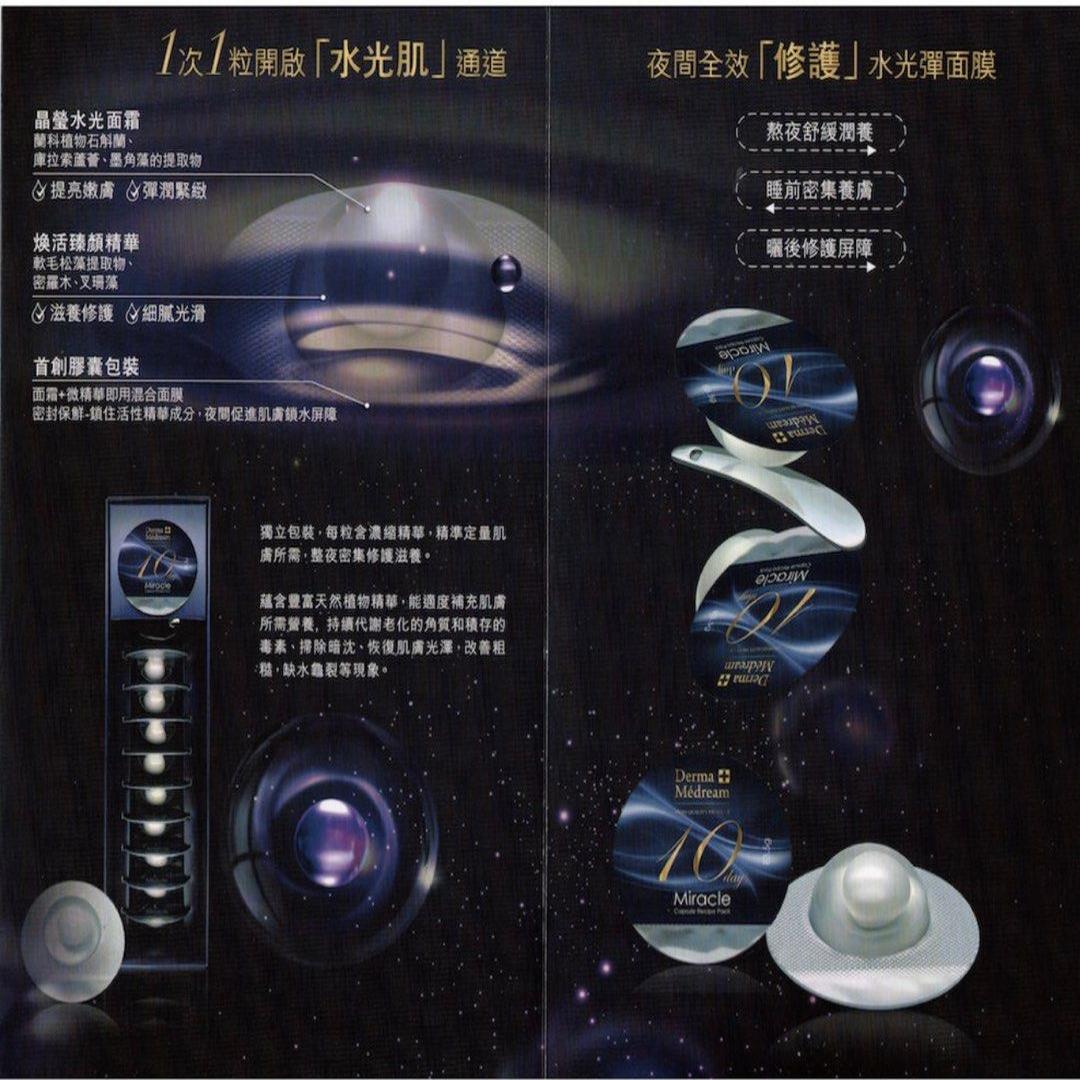 1次1粒開啟「水光肌」通道
晶瑩水光面霜
蘭科植物石斛蘭、
庫拉索蘆薈、墨角藻的提取物
提亮嫩膚 彈潤緊緻
煥活臻顏精華
軟毛松藻提取物、
密羅木、叉珊藻
滋養修護 細膩光滑
首創膠囊包裝
面霜+微精華即用混合面膜
密封保鮮-鎖住活性精華成分,夜間促進肌膚鎖水屏障
Derma
Médream
10
Miracle
獨立包裝,每粒含濃縮精華,精準定量肌
膚所需,整夜密集修護滋養。
蘊含豐富天然植物精華,能適度補充肌膚
所需營養,持續代謝老化的角質和積存的
毒素、掃除暗沈、恢復肌膚光澤,改善粗
糙,缺水龜裂等現象。
夜間全效「修護」水光彈面膜
熬夜舒緩潤養
睡前密集養膚
曬後修護屏障
Miracle
Capsule Recipe Pack
10
day
Derma
Médream
Miracle
Capsule Recipe Pack
10
day
Derma
Médream
Derma
Médream
10
day
Miracle
Capsule Recipe Pack